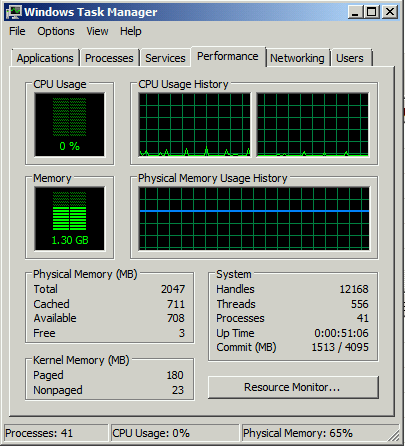 Windows Task Manager
File Options View Help
Applications Processes Services Performance Networking Users
CPU Usage CPU Usage History
0 %
Memory Physical Memory Usage History
1.30 GB
Physical Memory (MB)
Total 2047
Cached 711
Available 708
Free 3
System
Handles 12168
Threads 556
Processes 41
Up Time 0:00:51:06
Commit (MB) 1513 / 4095
Kernel Memory (MB)
Paged 180
Nonpaged 23
Resource Monitor...
Processes: 41 CPU Usage: 0% Physical Memory: 65%